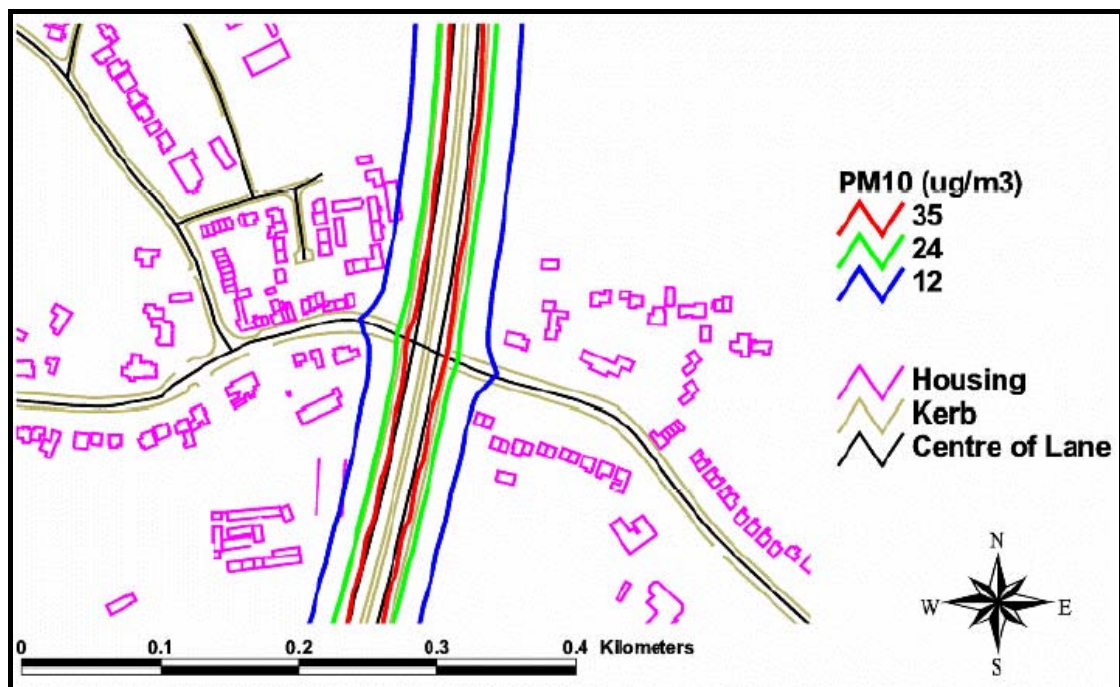 PM10 (ug/m3)
35
24
12
Housing
Kerb
Centre of Lane
N
W E
S
0 0.1 0.2 0.3 0.4 Kilometers